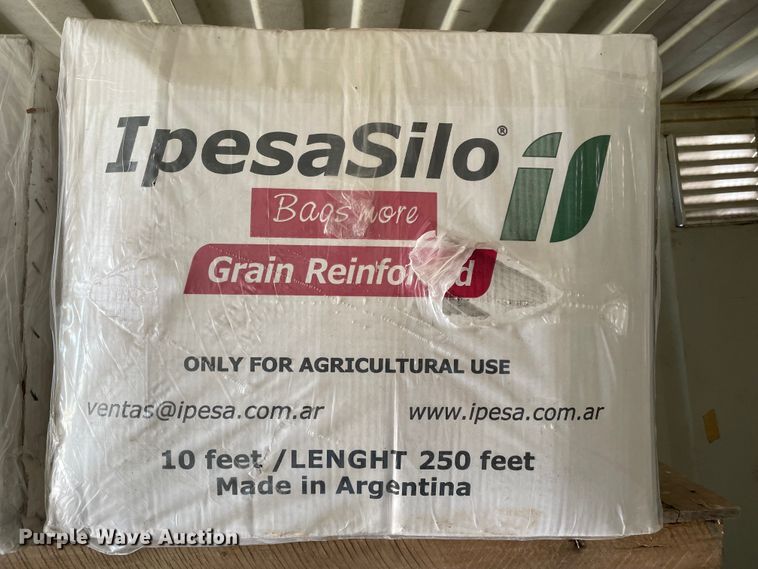 IpesaSilo®
Bags more
Grain Reinfo d
ONLY FOR AGRICULTURAL USE
ventas@ipesa.com.ar www.ipesa.com.ar
10 feet /LENGHT 250 feet
Made in Argentina
Purple Wave Auction